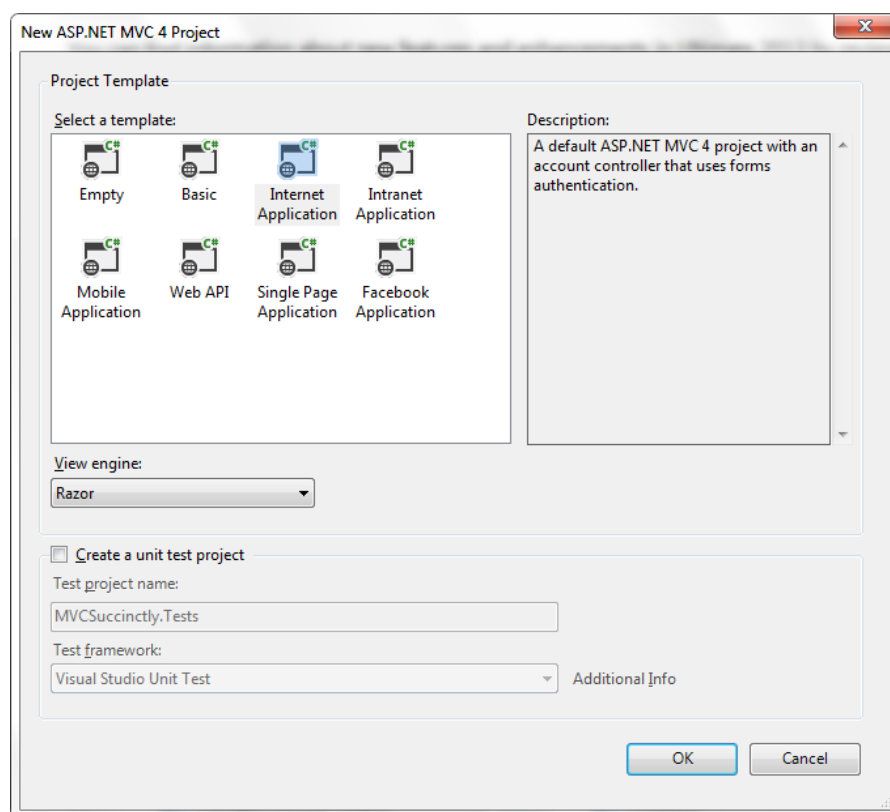 New ASP.NET MVC 4 Project
Project Template
Select a template:
Description:
C# C# C# C#
Empty Basic Internet Intranet
Application Application
C# C# C# C#
Mobile Web API Single Page Facebook
Application Application Application
A default ASP.NET MVC 4 project with an
account controller that uses forms
authentication.
View engine:
Razor
Create a unit test project
Test project name:
MVCSuccinctly.Tests
Test framework:
Visual Studio Unit Test
Additional Info
OK Cancel